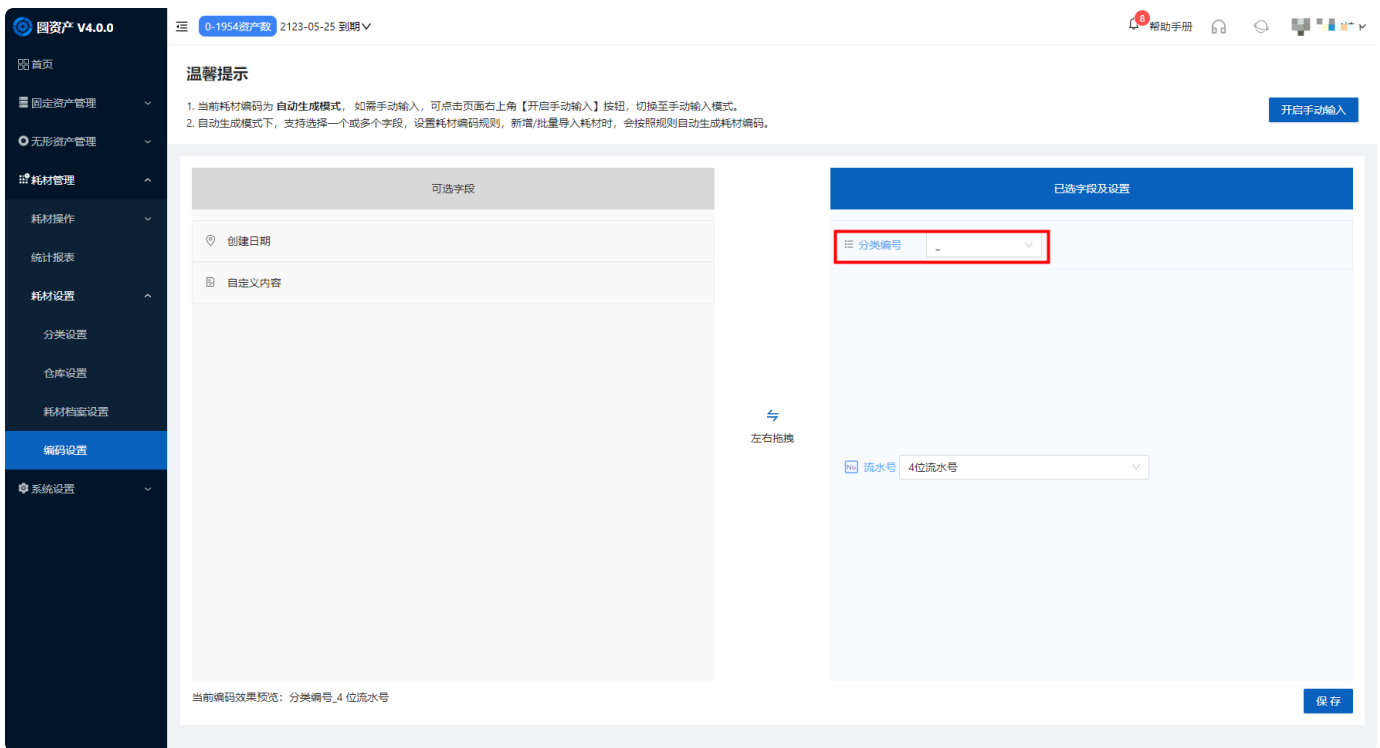 圆资产 V4.0.0
0-1954资产数 2123-05-25 到期
8
帮助手册
首页
固定资产管理
无形资产管理
耗材管理
耗材操作
统计报表
耗材设置
分类设置
仓库设置
耗材档案设置
编码设置
系统设置
温馨提示
1. 当前耗材编码为 自动生成模式， 如需手动输入，可点击页面右上角【开启手动输入】按钮，切换至手动输入模式。
2. 自动生成模式下，支持选择一个或多个字段，设置耗材编码规则，新增/批量导入耗材时，会按照规则自动生成耗材编码。
开启手动输入
可选字段
创建日期
自定义内容
左右拖拽
已选字段及设置
分类编号 _
No. 流水号 4位流水号
当前编码效果预览：分类编号_4 位流水号
保 存